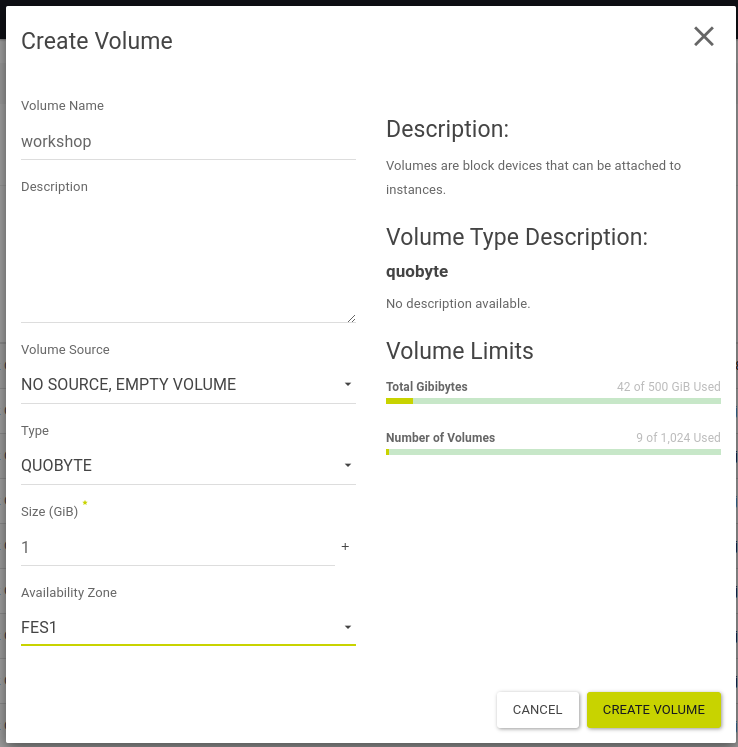 Create Volume
Volume Name
workshop
Description
Volume Source
NO SOURCE, EMPTY VOLUME
Type
QUOBYTE
Size (GiB) *
1
+
Availability Zone
FES1
Description:
Volumes are block devices that can be attached to
instances.
Volume Type Description:
quobyte
No description available.
Volume Limits
Total Gibibytes 42 of 500 GiB Used
Number of Volumes 9 of 1,024 Used
CANCEL
CREATE VOLUME